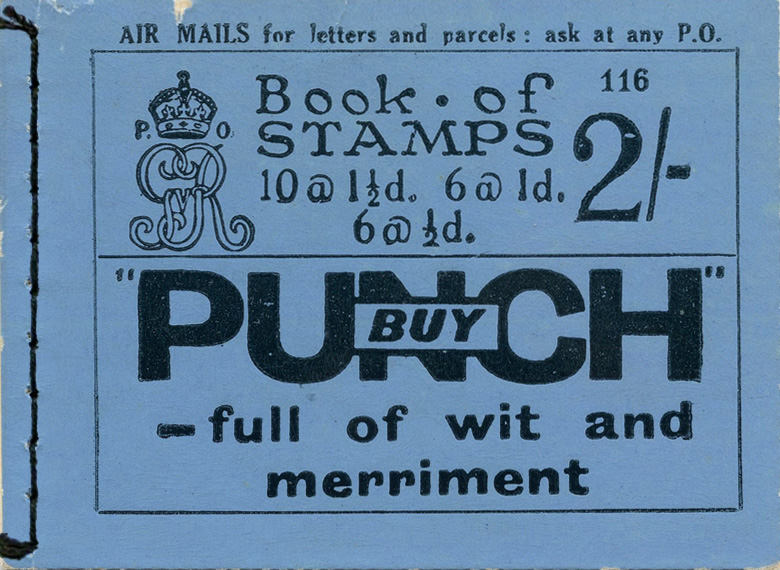 AIR MAILS for letters and parcels: ask at any P.O.
116
P. O.
GvR
Book · of
STAMPS
2/-
10@1½d. 6@1d.
6@½d.
"PUNCH"
BUY
–full of wit and
merriment